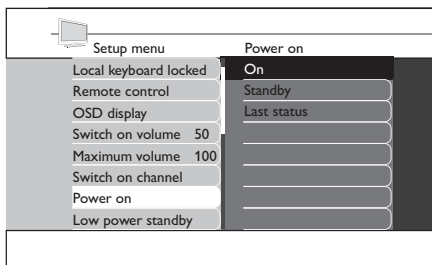 Setup menu
Power on
Local keyboard locked
On
Remote control
Standby
OSD display
Last status
Switch on volume 50
Maximum volume 100
Switch on channel
Power on
Low power standby